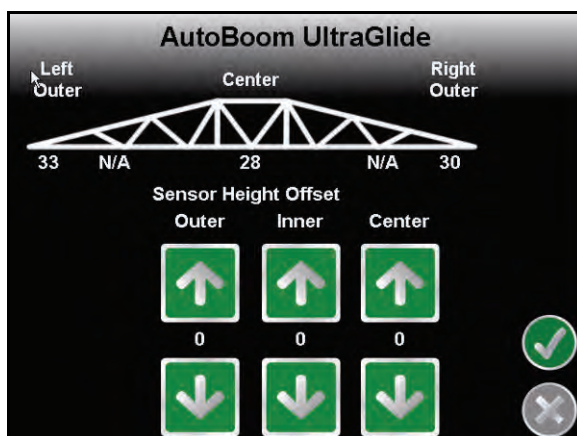 AutoBoom UltraGlide
Left Outer
Center
Right Outer
33 N/A 28 N/A 30
Sensor Height Offset
Outer Inner Center
0 0 0